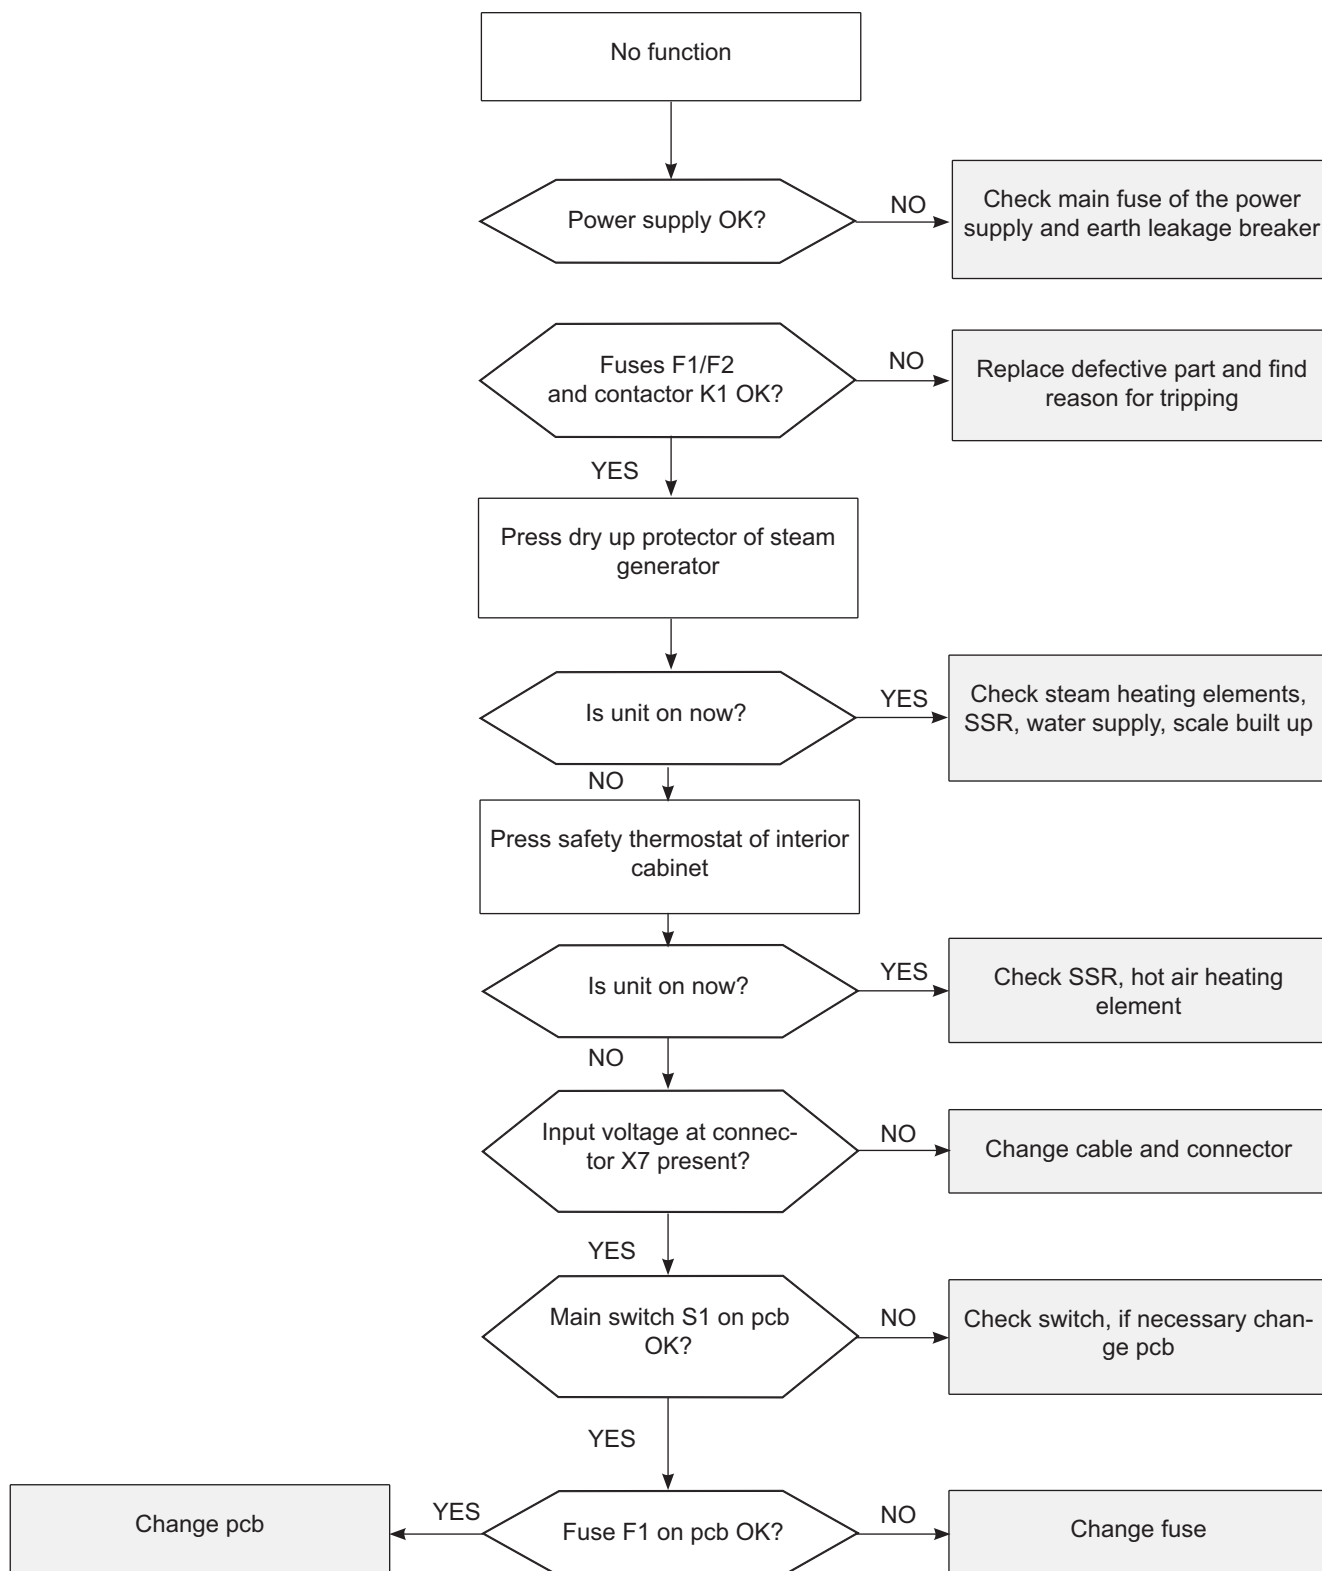 No function
Power supply OK?
NO
Check main fuse of the power
supply and earth leakage breaker
Fuses F1/F2
and contactor K1 OK?
NO
Replace defective part and find
reason for tripping
YES
Press dry up protector of steam
generator
Is unit on now?
YES
Check steam heating elements,
SSR, water supply, scale built up
NO
Press safety thermostat of interior
cabinet
Is unit on now?
YES
Check SSR, hot air heating
element
NO
Input voltage at connec-
tor X7 present?
NO
Change cable and connector
YES
Main switch S1 on pcb
OK?
NO
Check switch, if necessary chan-
ge pcb
YES
Change pcb
YES
Fuse F1 on pcb OK?
NO
Change fuse